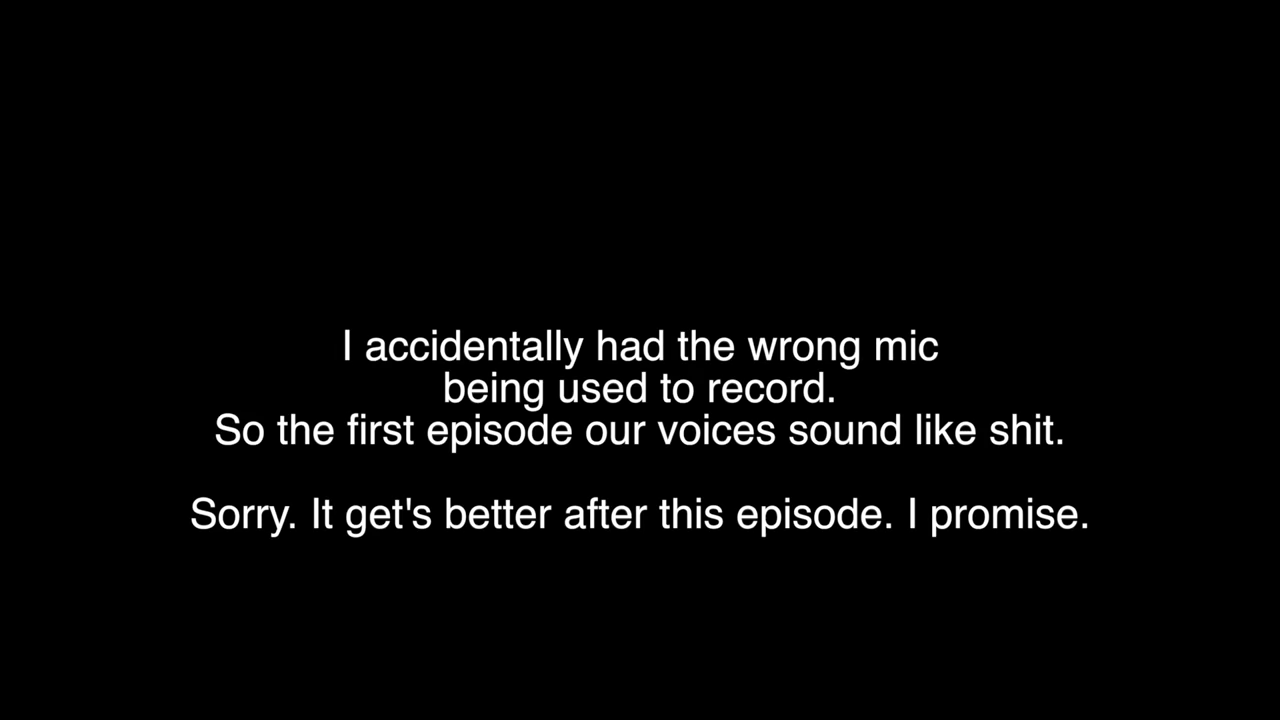 I accidentally had the wrong mic
being used to record.
So the first episode our voices sound like shit.
Sorry. It get's better after this episode. I promise.